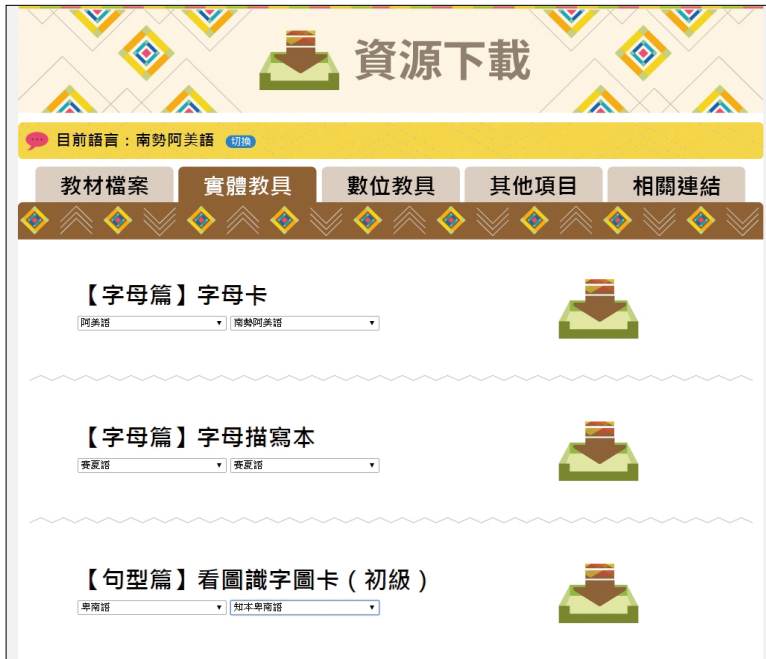 資源下載
目前語言：南勢阿美語 切換
教材檔案 實體教具 數位教具 其他項目 相關連結
【字母篇】字母卡
阿美語 南勢阿美語
【字母篇】字母描寫本
賽夏語 賽夏語
【句型篇】看圖識字圖卡（初級）
卑南語 知本卑南語